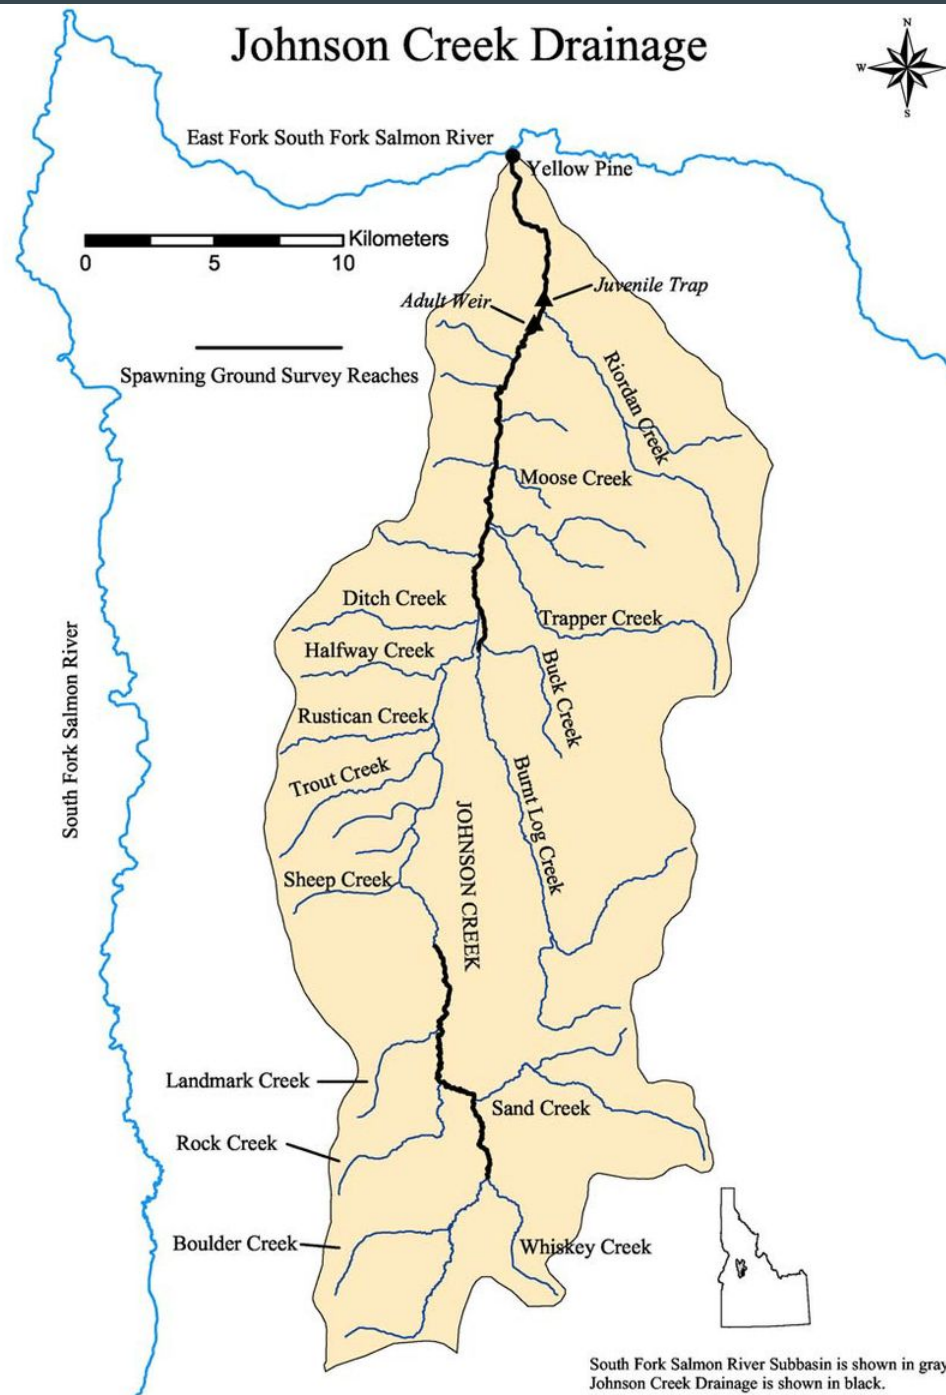 Johnson Creek Drainage
N
W
S
East Fork South Fork Salmon River
Yellow Pine
Kilometers
0 5 10
Juvenile Trap
Adult Weir
Spawning Ground Survey Reaches
Riordan Creek
Moose Creek
Ditch Creek
Trapper Creek
Halfway Creek
Buck Creek
Rustican Creek
Trout Creek
South Fork Salmon River
Burnt Log Creek
JOHNSON CREEK
Sheep Creek
Landmark Creek
Sand Creek
Rock Creek
Boulder Creek
Whiskey Creek
South Fork Salmon River Subbasin is shown in gray
Johnson Creek Drainage is shown in black.